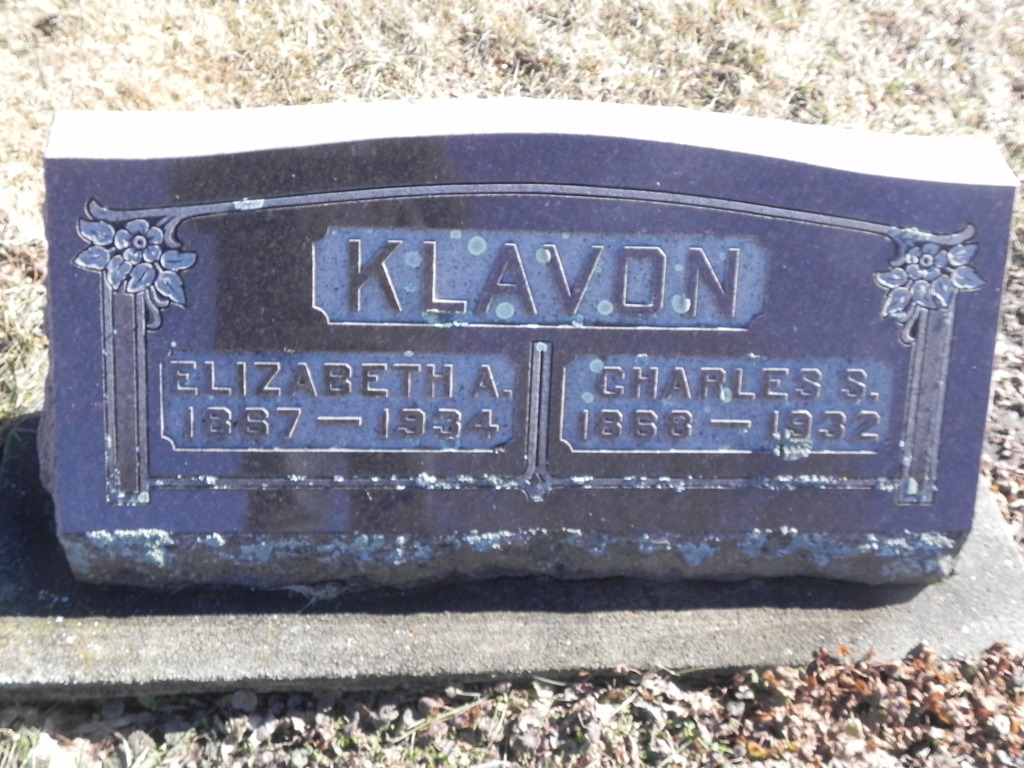 KLAVON
ELIZABETH A.
1867 — 1934
CHARLES S.
1868 — 1932